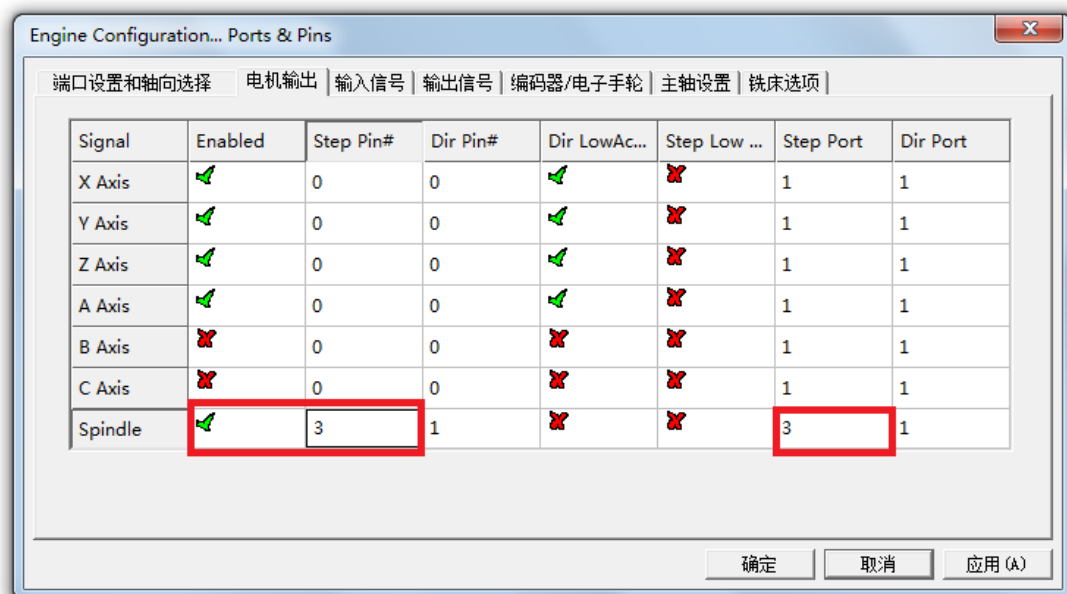 Engine Configuration... Ports & Pins
端口设置和轴向选择 电机输出 输入信号 输出信号 编码器/电子手轮 主轴设置 铣床选项
Signal Enabled Step Pin# Dir Pin# Dir LowAc... Step Low ... Step Port Dir Port
X Axis 0 0 1 1
Y Axis 0 0 1 1
Z Axis 0 0 1 1
A Axis 0 0 1 1
B Axis 0 0 1 1
C Axis 0 0 1 1
Spindle 3 1 3 1
确定 取消 应用(A)